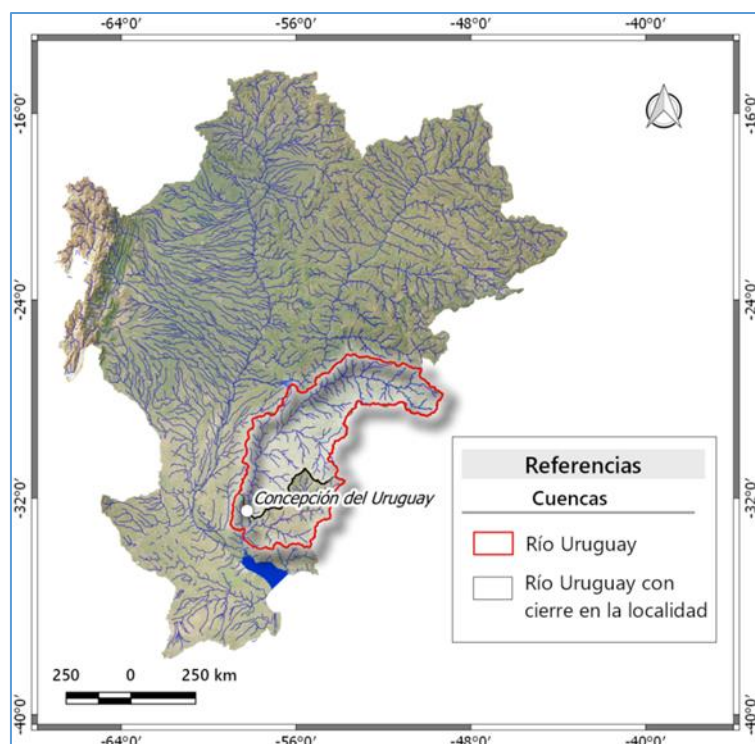 -64°0' -56°0' -48°0' -40°0'
-16°0' -16°0'
-24°0' -24°0'
Concepción del Uruguay
-32°0' -32°0'
Referencias
Cuencas
Río Uruguay
Río Uruguay con
cierre en la localidad
250 0 250 km
-40°0' -40°0'
-64°0' -56°0' -48°0' -40°0'